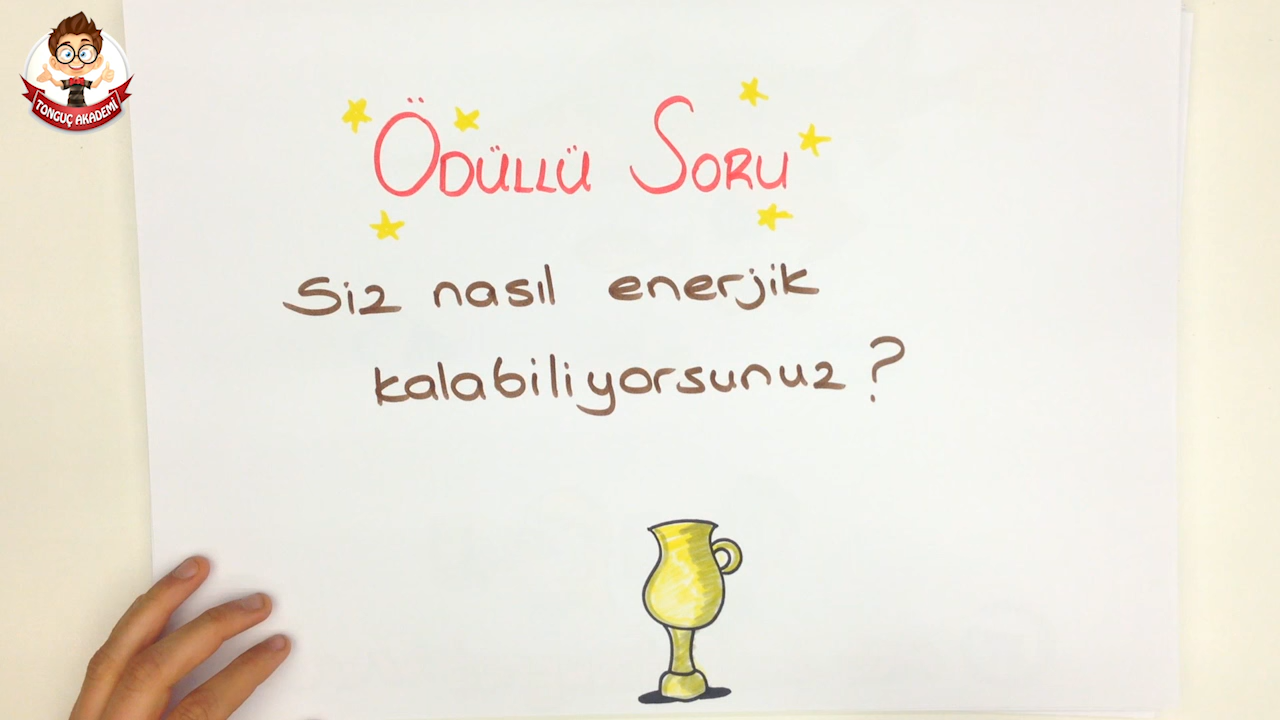 TONGUÇ AKADEMİ
ÖDÜLLÜ SORU
Siz nasıl enerjik
kalabiliyorsunuz?